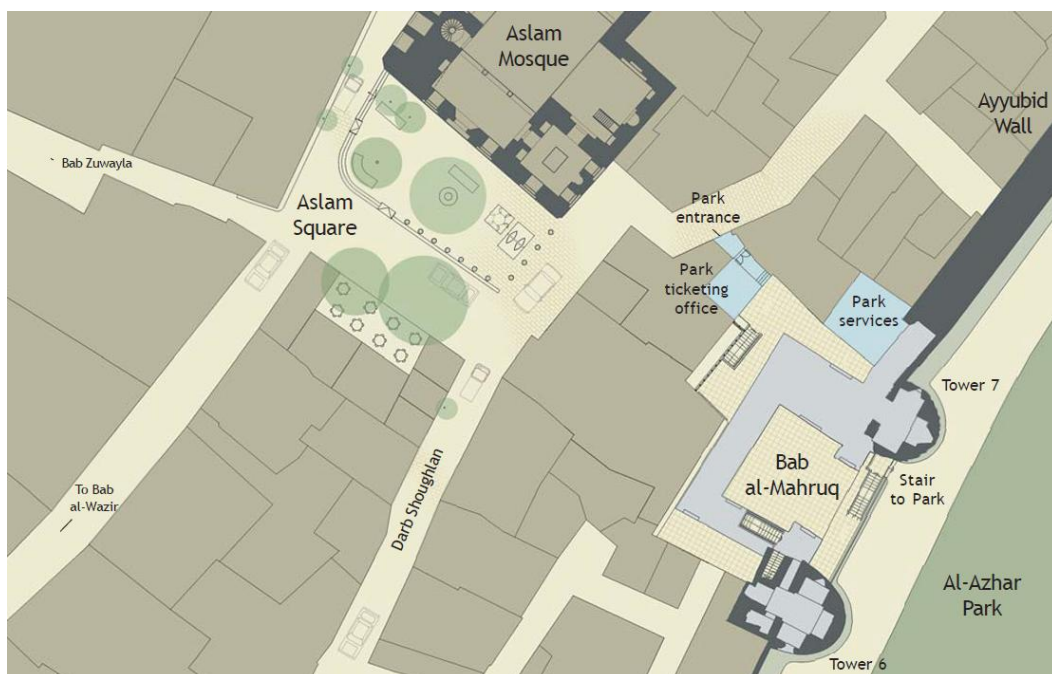 Aslam
Mosque
Ayyubid
Wall
Bab Zuwayla
Aslam
Square
Park
entrance
Park
ticketing
office
Park
services
Tower 7
Bab
al-Mahruq
Stair
to Park
To Bab
al-Wazir
Darb Shoughlan
Al-Azhar
Park
Tower 6